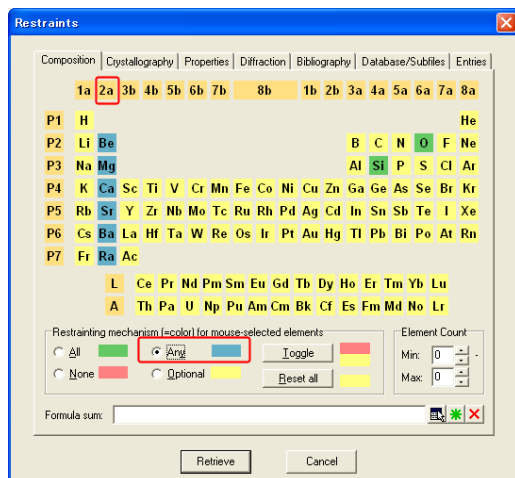 Restraints
Composition Crystallography Properties Diffraction Bibliography Database/Subfiles Entries
1a 2a 3b 4b 5b 6b 7b 8b 1b 2b 3a 4a 5a 6a 7a 8a
P1 H He
P2 Li Be B C N O F Ne
P3 Na Mg Al Si P S Cl Ar
P4 K Ca Sc Ti V Cr Mn Fe Co Ni Cu Zn Ga Ge As Se Br Kr
P5 Rb Sr Y Zr Nb Mo Tc Ru Rh Pd Ag Cd In Sn Sb Te I Xe
P6 Cs Ba La Hf Ta W Re Os Ir Pt Au Hg Tl Pb Bi Po At Rn
P7 Fr Ra Ac
L Ce Pr Nd Pm Sm Eu Gd Tb Dy Ho Er Tm Yb Lu
A Th Pa U Np Pu Am Cm Bk Cf Es Fm Md No Lr
Restrainting mechanism (=color) for mouse-selected elements Element Count
All Any Toggle Min: 0 -
None Optional Reset all Max: 0
Formula sum:
Retrieve Cancel